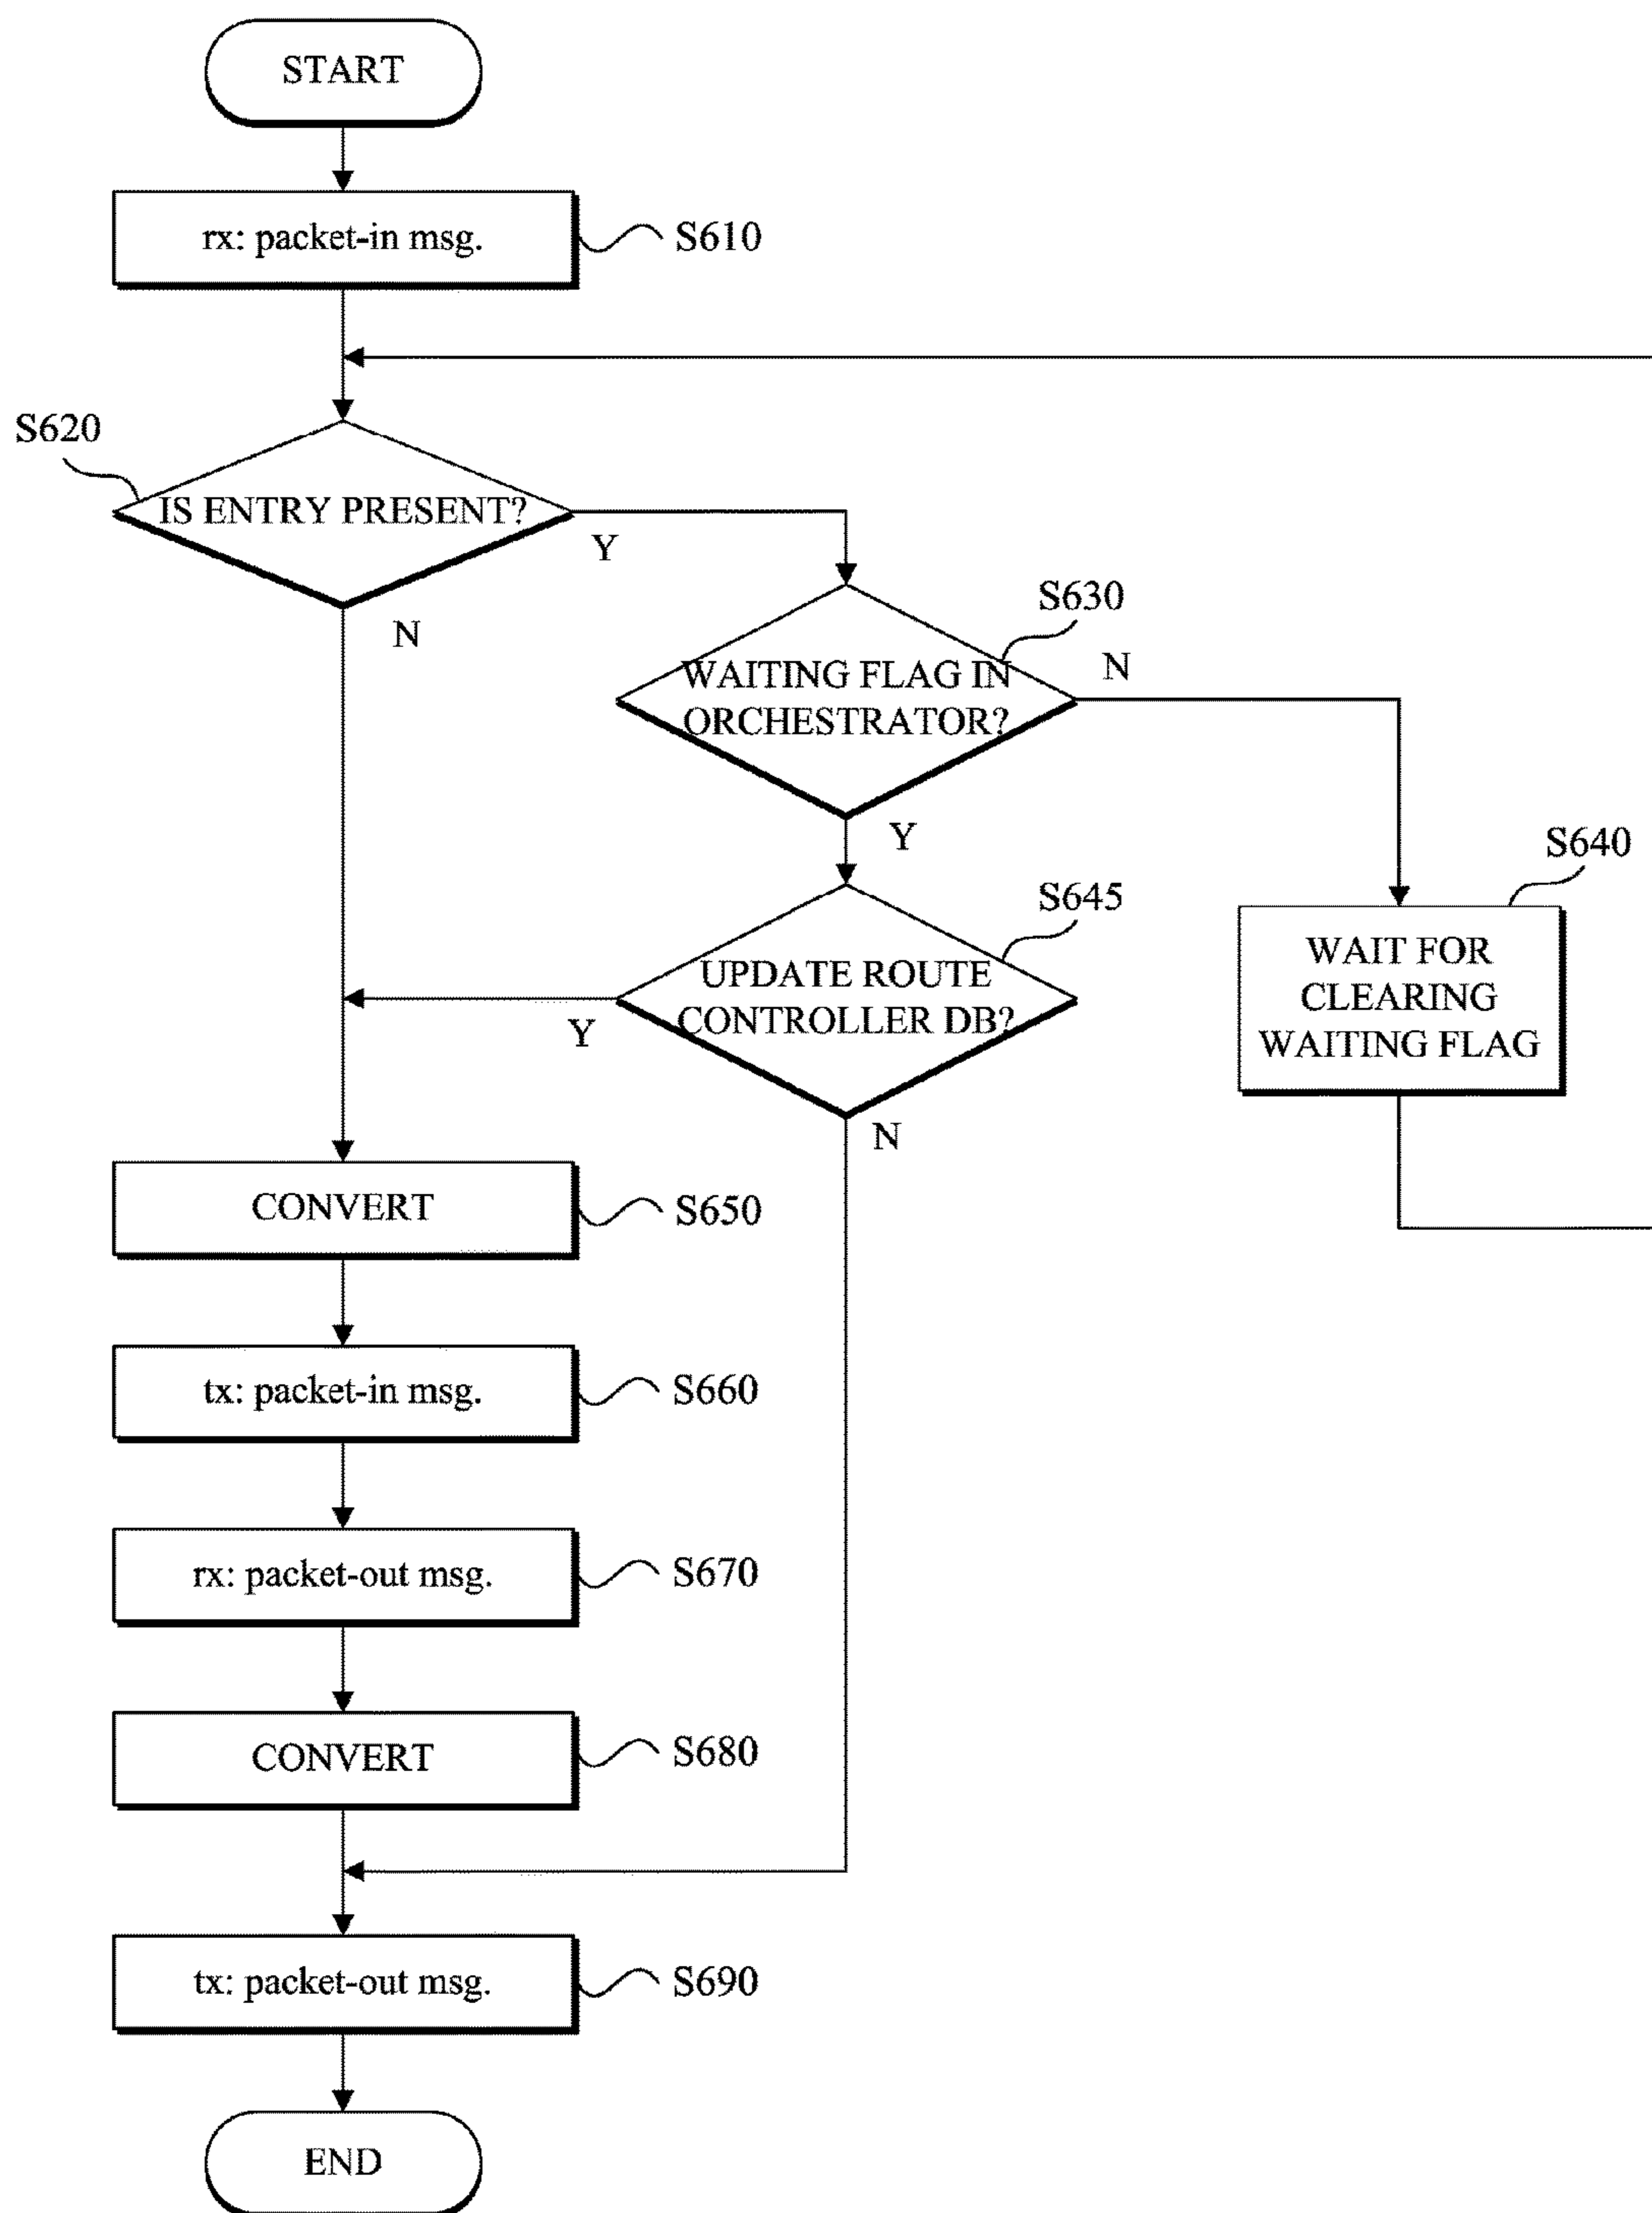 START
rx: packet-in msg.
S610
S620
IS ENTRY PRESENT?
Y
N
S630
WAITING FLAG IN
ORCHESTRATOR?
N
Y
S640
WAIT FOR
CLEARING
WAITING FLAG
S645
UPDATE ROUTE
CONTROLLER DB?
Y
N
CONVERT
S650
tx: packet-in msg.
S660
rx: packet-out msg.
S670
CONVERT
S680
tx: packet-out msg.
S690
END